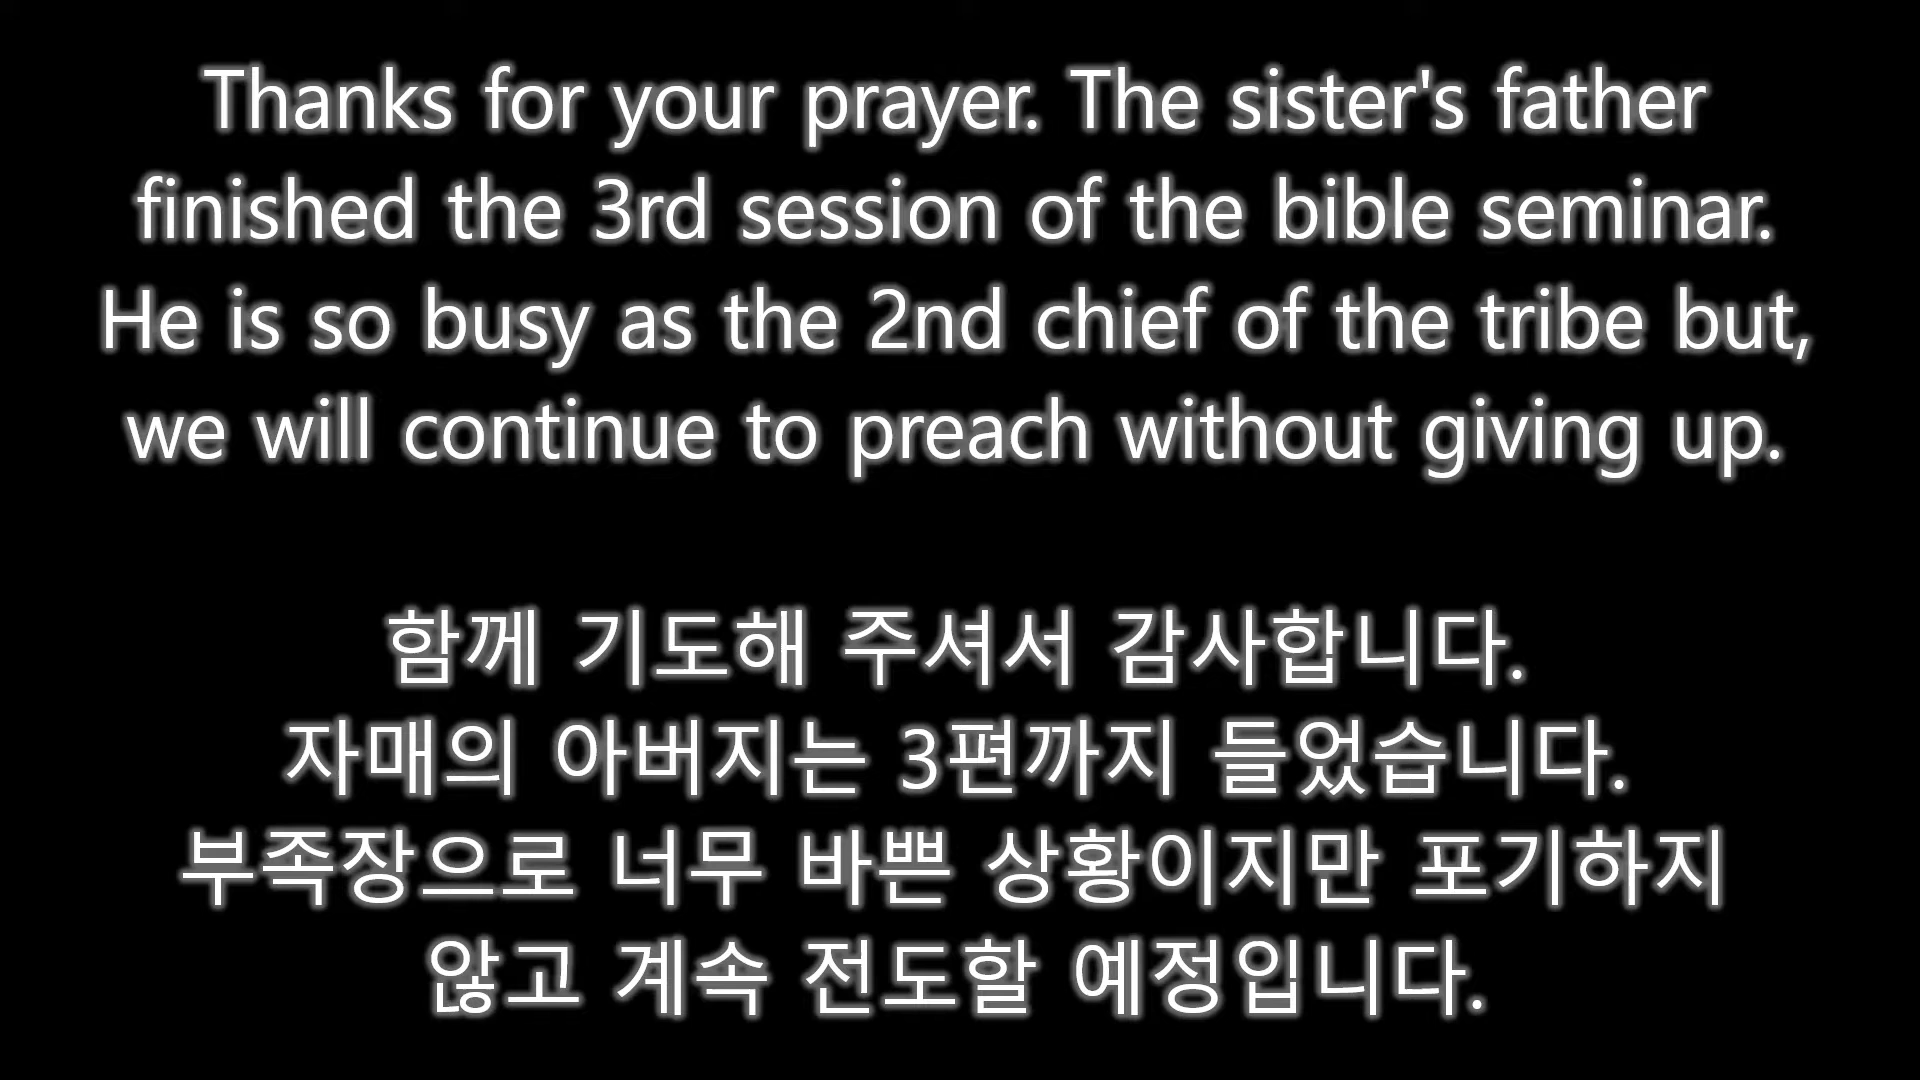 Thanks for your prayer. The sister's father
finished the 3rd session of the bible seminar.
He is so busy as the 2nd chief of the tribe but,
we will continue to preach without giving up.
함께 기도해 주셔서 감사합니다.
자매의 아버지는 3편까지 들었습니다.
부족장으로 너무 바쁜 상황이지만 포기하지
않고 계속 전도할 예정입니다.